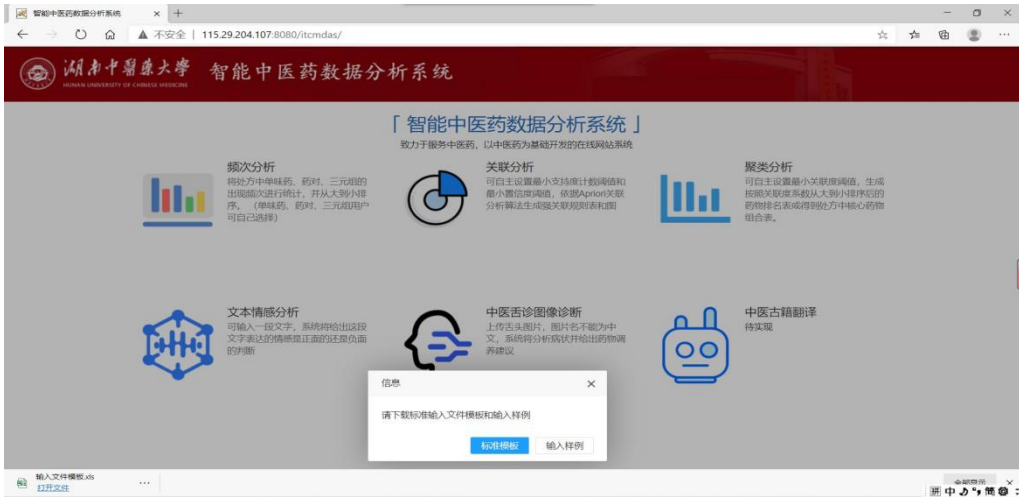 智能中医药数据分析系统
不安全 | 115.29.204.107:8080/itcmdas/
湖南中醫藥大學 智能中医药数据分析系统
HUNAN UNIVERSITY OF CHINESE MEDICINE
「智能中医药数据分析系统」
致力于服务中医药，以中医药为基础开发的在线网站系统
频次分析
将处方中单味药、药对、三元组的
出现频次进行统计，并从大到小排
序。（单味药、药对、三元组用户
可自己选择）
关联分析
可自主设置最小支持度计数阈值和
最小置信度阈值，依据Apriori关联
分析算法生成强关联规则表和图
聚类分析
可自主设置最小关联度阈值，生成
按照关联度系数从大到小排序后的
药物排名表或得到处方中核心药物
组合表。
文本情感分析
可输入一段文字，系统将给出这段
文字表达的情感是正面的还是负面
的判断
中医舌诊图像诊断
上传舌头图片，图片名不能为中
文，系统将分析病状并给出药物调
养建议
中医古籍翻译
待实现
信息
请下载标准输入文件模板和输入样例
标准模板 输入样例
输入文件模板.xls
打开文件
全部显示
中
简